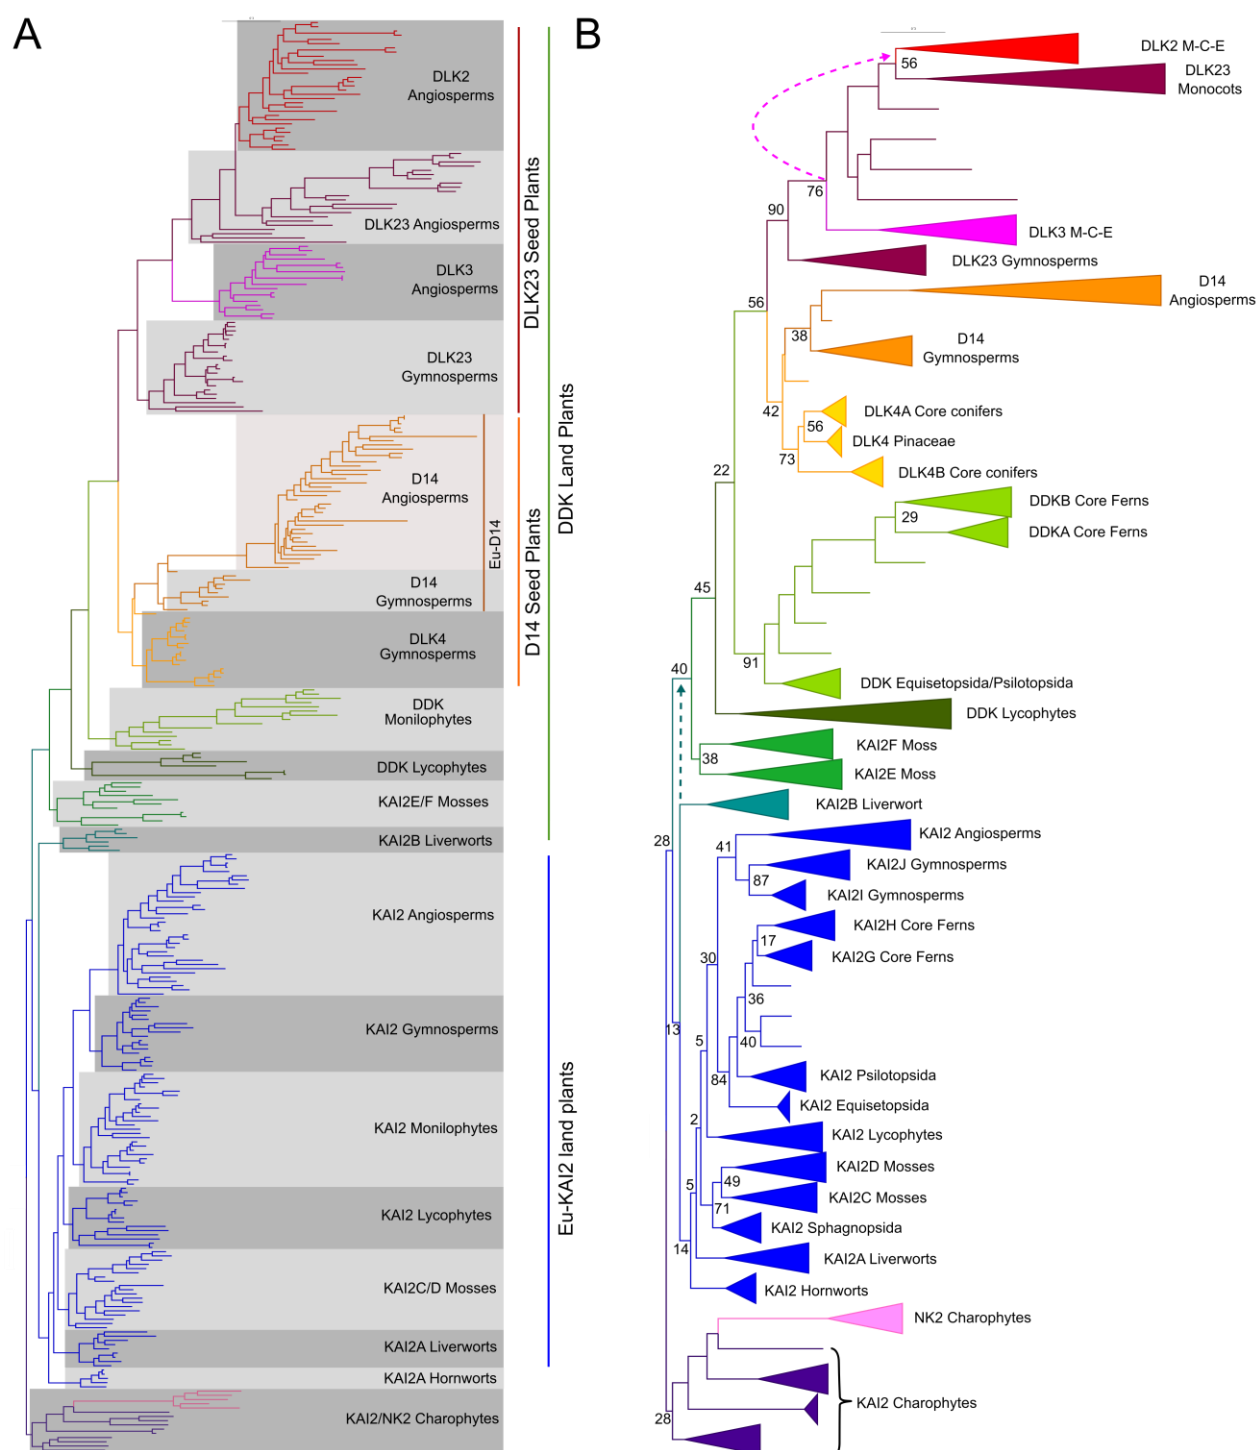 A
DLK2
Angiosperms
DLK23 Angiosperms
DLK3
Angiosperms
DLK23
Gymnosperms
D14
Angiosperms
D14
Gymnosperms
DLK4
Gymnosperms
DDK
Monilophytes
DDK Lycophytes
KAI2E/F Mosses
KAI2B Liverworts
KAI2 Angiosperms
KAI2 Gymnosperms
KAI2 Monilophytes
KAI2 Lycophytes
KAI2C/D Mosses
KAI2A Liverworts
KAI2A Hornworts
KAI2/NK2 Charophytes
DLK23 Seed Plants
Eu-D14
D14 Seed Plants
DDK Land Plants
Eu-KAI2 land plants
B
DLK2 M-C-E
56
DLK23
Monocots
76
90
DLK3 M-C-E
DLK23 Gymnosperms
D14
Angiosperms
56
38
D14
Gymnosperms
42
DLK4A Core conifers
56
DLK4 Pinaceae
73
DLK4B Core conifers
22
DDKB Core Ferns
29
DDKA Core Ferns
45
91
40
DDK Equisetopsida/Psilotopsida
DDK Lycophytes
KAI2F Moss
38
KAI2E Moss
KAI2B Liverwort
28
41
KAI2 Angiosperms
KAI2J Gymnosperms
87
KAI2I Gymnosperms
KAI2H Core Ferns
17
30
KAI2G Core Ferns
36
13
5
40
84
KAI2 Psilotopsida
KAI2 Equisetopsida
2
KAI2 Lycophytes
KAI2D Mosses
5
49
KAI2C Mosses
71
KAI2 Sphagnopsida
14
KAI2A Liverworts
KAI2 Hornworts
NK2 Charophytes
KAI2 Charophytes
28